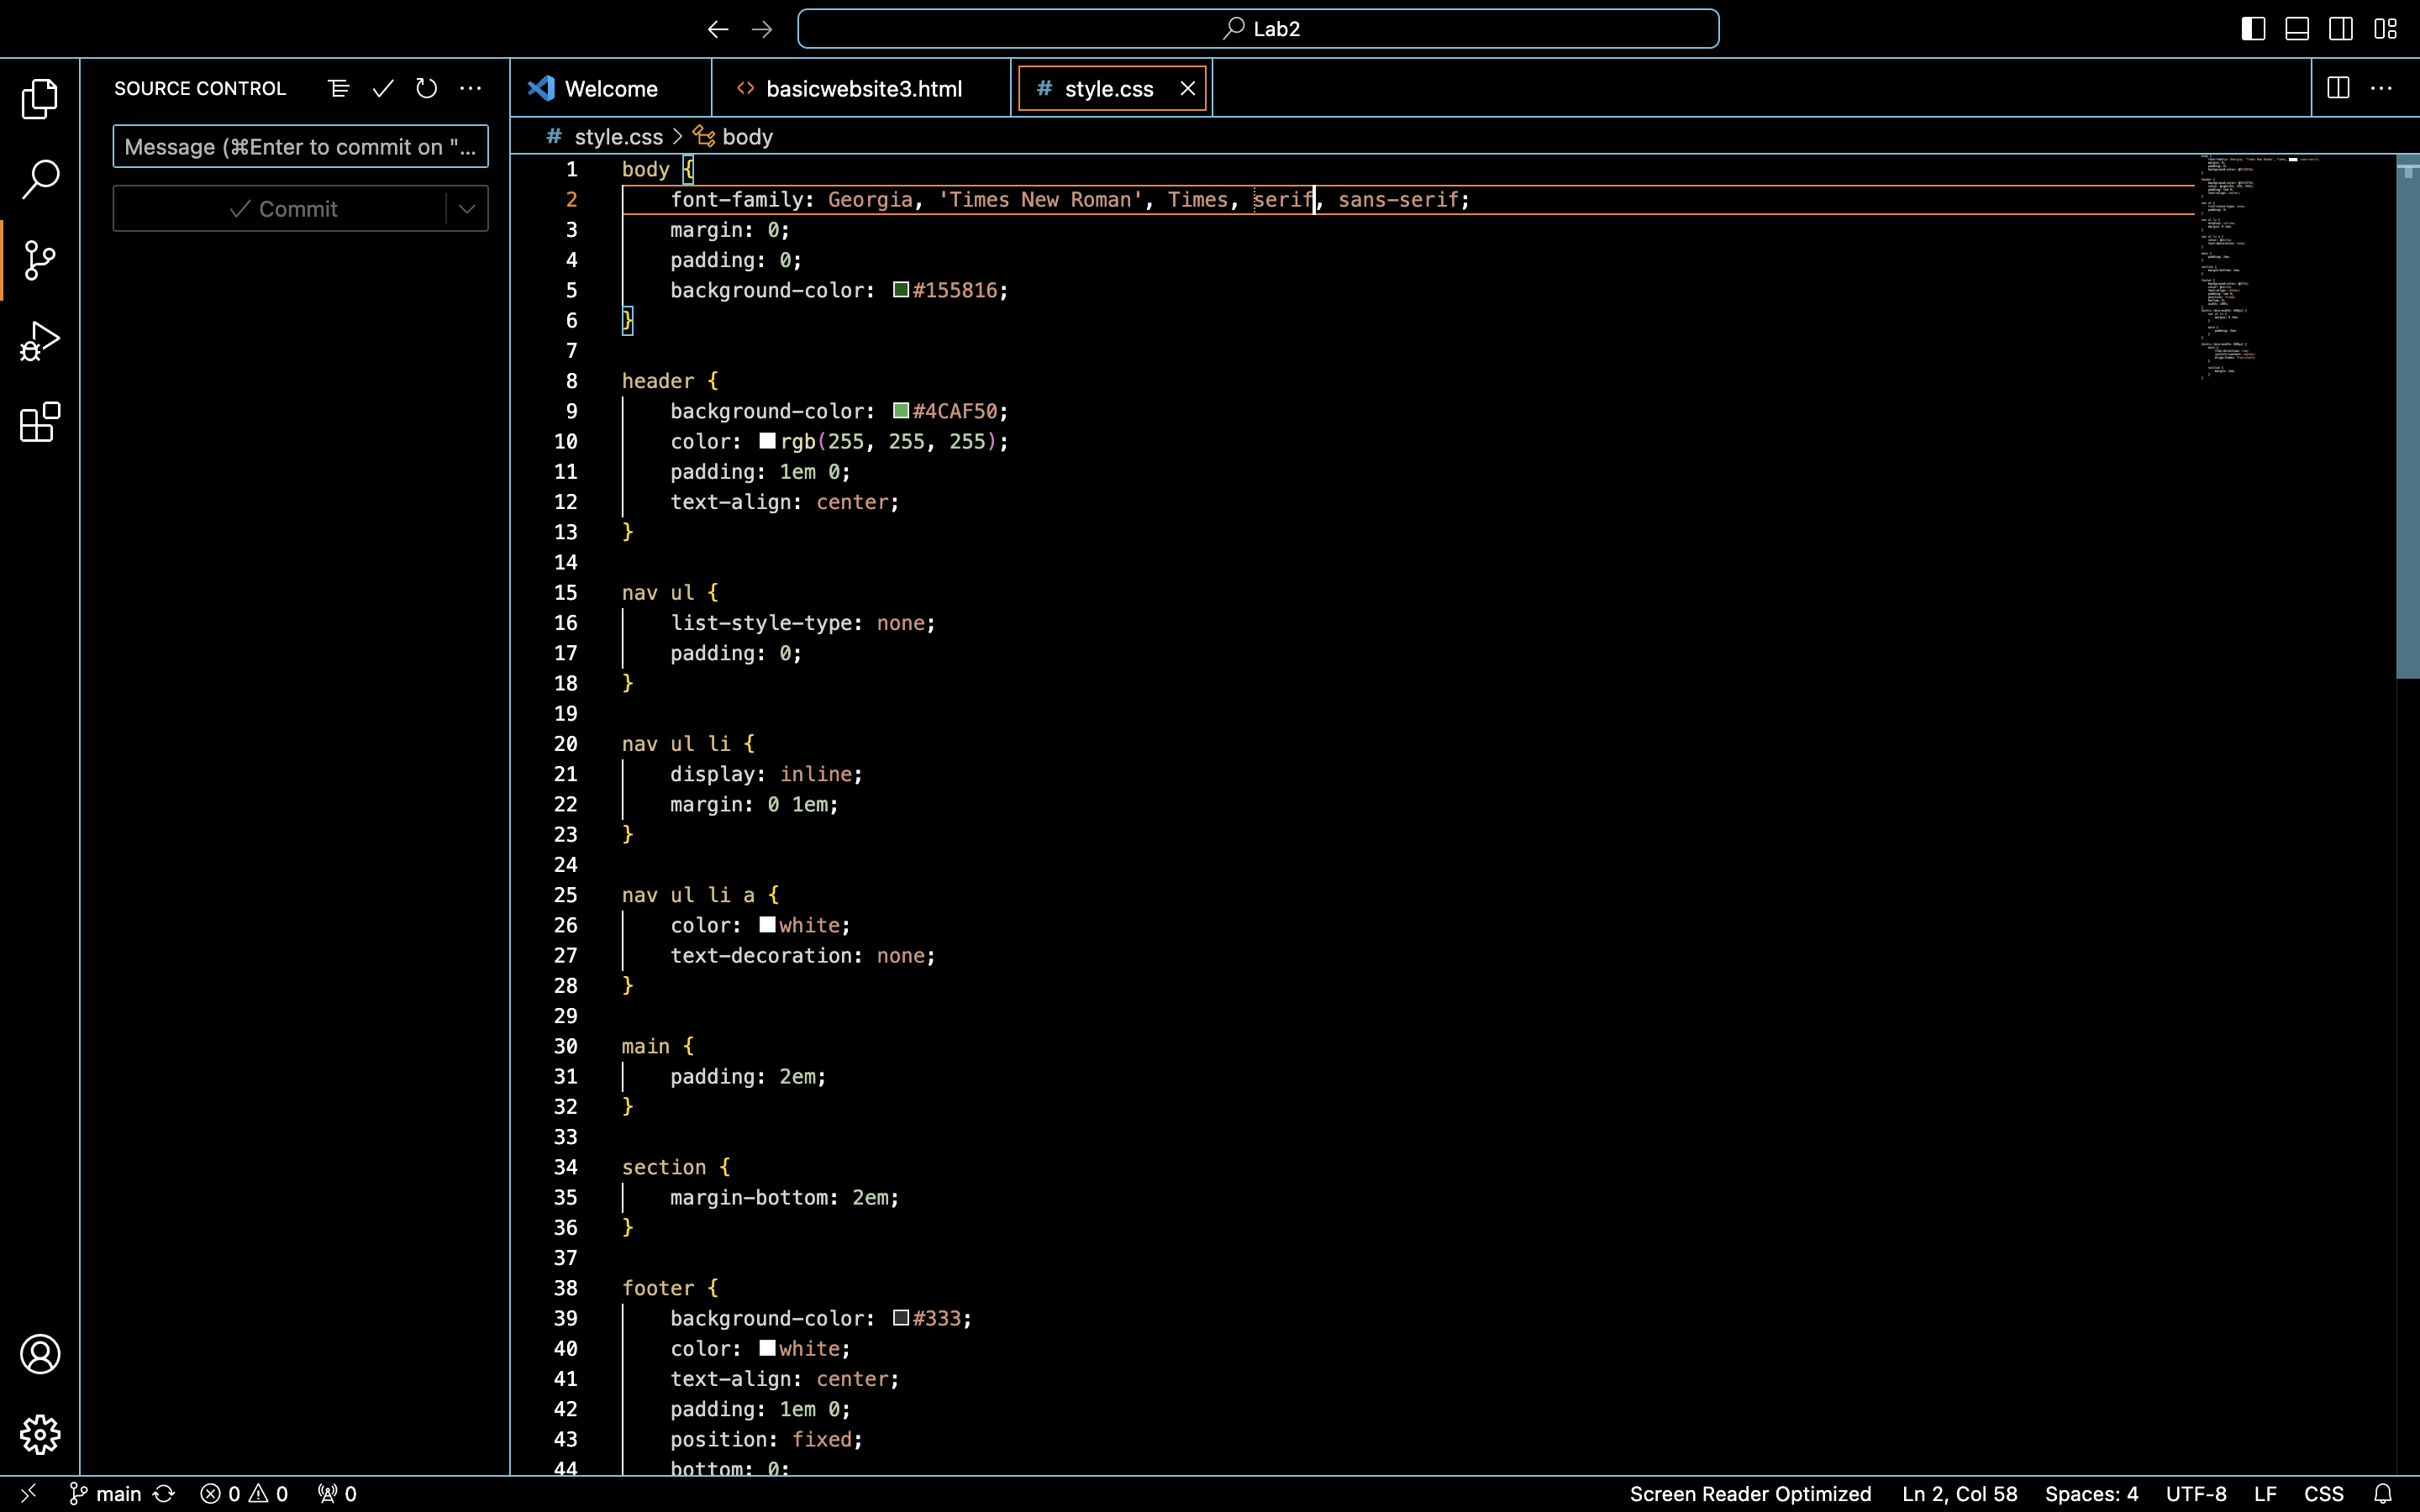 Lab2
SOURCE CONTROL
Message (⌘Enter to commit on "...
Commit
Welcome
basicwebsite3.html
# style.css
# style.css > body
1 body {
2 font-family: Georgia, 'Times New Roman', Times, serif, sans-serif;
3 margin: 0;
4 padding: 0;
5 background-color: #155816;
6 }
7
8 header {
9 background-color: #4CAF50;
10 color: rgb(255, 255, 255);
11 padding: 1em 0;
12 text-align: center;
13 }
14
15 nav ul {
16 list-style-type: none;
17 padding: 0;
18 }
19
20 nav ul li {
21 display: inline;
22 margin: 0 1em;
23 }
24
25 nav ul li a {
26 color: white;
27 text-decoration: none;
28 }
29
30 main {
31 padding: 2em;
32 }
33
34 section {
35 margin-bottom: 2em;
36 }
37
38 footer {
39 background-color: #333;
40 color: white;
41 text-align: center;
42 padding: 1em 0;
43 position: fixed;
44 bottom: 0;
main 0 0 0
Screen Reader Optimized Ln 2, Col 58 Spaces: 4 UTF-8 LF CSS